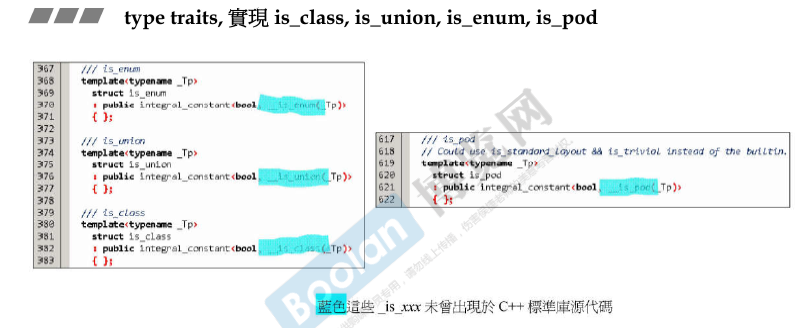 type traits, 實現 is_class, is_union, is_enum, is_pod
367 /// is_enum
368 template<typename _Tp>
369 struct is_enum
370 : public integral_constant<bool, __is_enum(_Tp)>
371 { };
372
373 /// is_union
374 template<typename _Tp>
375 struct is_union
376 : public integral_constant<bool, __is_union(_Tp)>
377 { };
378
379 /// is_class
380 template<typename _Tp>
381 struct is_class
382 : public integral_constant<bool, __is_class(_Tp)>
383 { };
617 /// is_pod
618 // Could use is_standard_layout && is_trivial instead of the builtin.
619 template<typename _Tp>
620 struct is_pod
621 : public integral_constant<bool, __is_pod(_Tp)>
622 { };
Boolan
藍色這些 _is_xxx 未曾出現於 C++ 標準庫源代碼